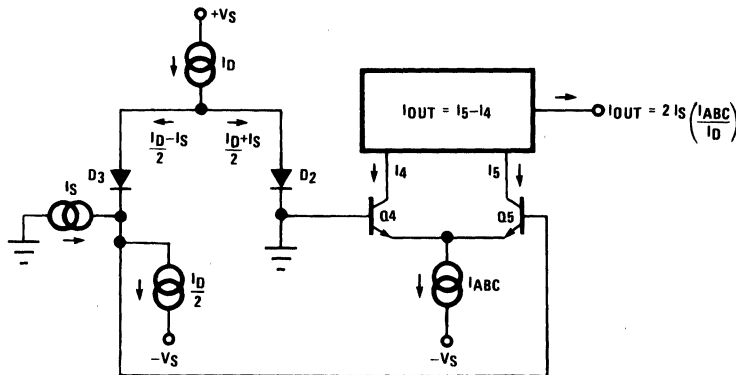 +VS
ID
IOUT = I5–I4
IOUT = 2 IS (IABC/ID)
ID/2 –IS
ID/2 +IS
I4
I5
D3
D2
IS
Q4
Q5
ID/2
IABC
–VS
–VS